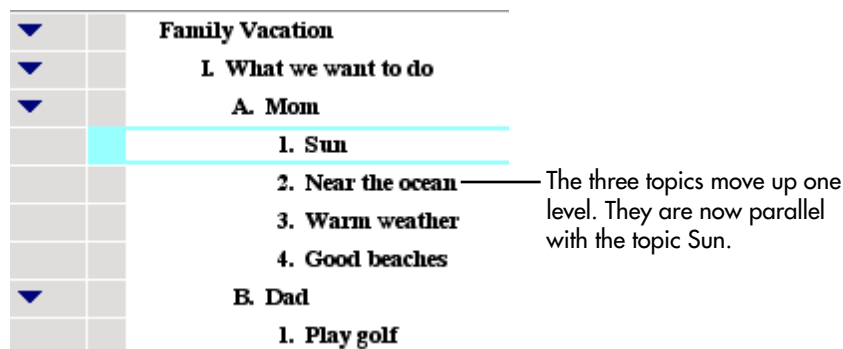 Family Vacation
I. What we want to do
A. Mom
1. Sun
2. Near the ocean
3. Warm weather
4. Good beaches
B. Dad
1. Play golf
The three topics move up one
level. They are now parallel
with the topic Sun.